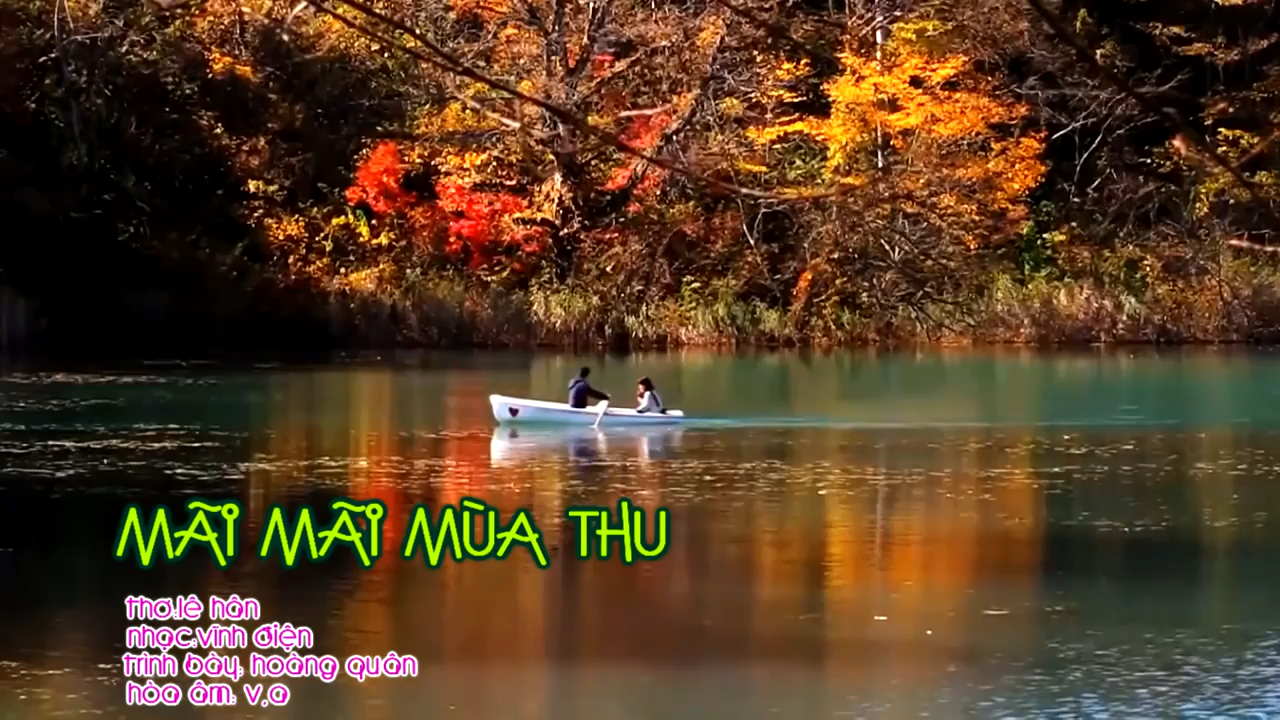 MÃI MÃI MÙA THU
thơ:lê hân
nhạc:vĩnh điện
trình bày: hoàng quân
hòa âm: v.a